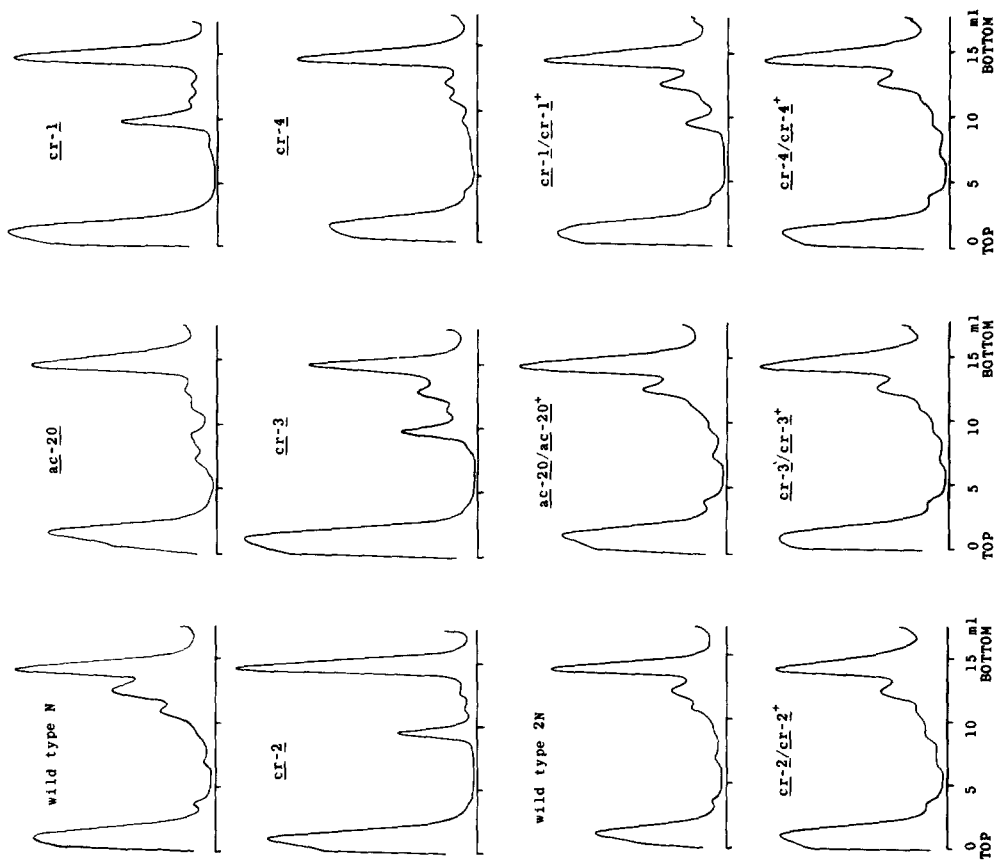 wild type N
ac-20
cr-1
cr-2
cr-3
cr-4
wild type 2N
ac-20/ac-20+
cr-1/cr-1+
cr-2/cr-2+
cr-3/cr-3+
cr-4/cr-4+
0 5 10 15 ml
TOP BOTTOM
0 5 10 15 ml
TOP BOTTOM
0 5 10 15 ml
TOP BOTTOM